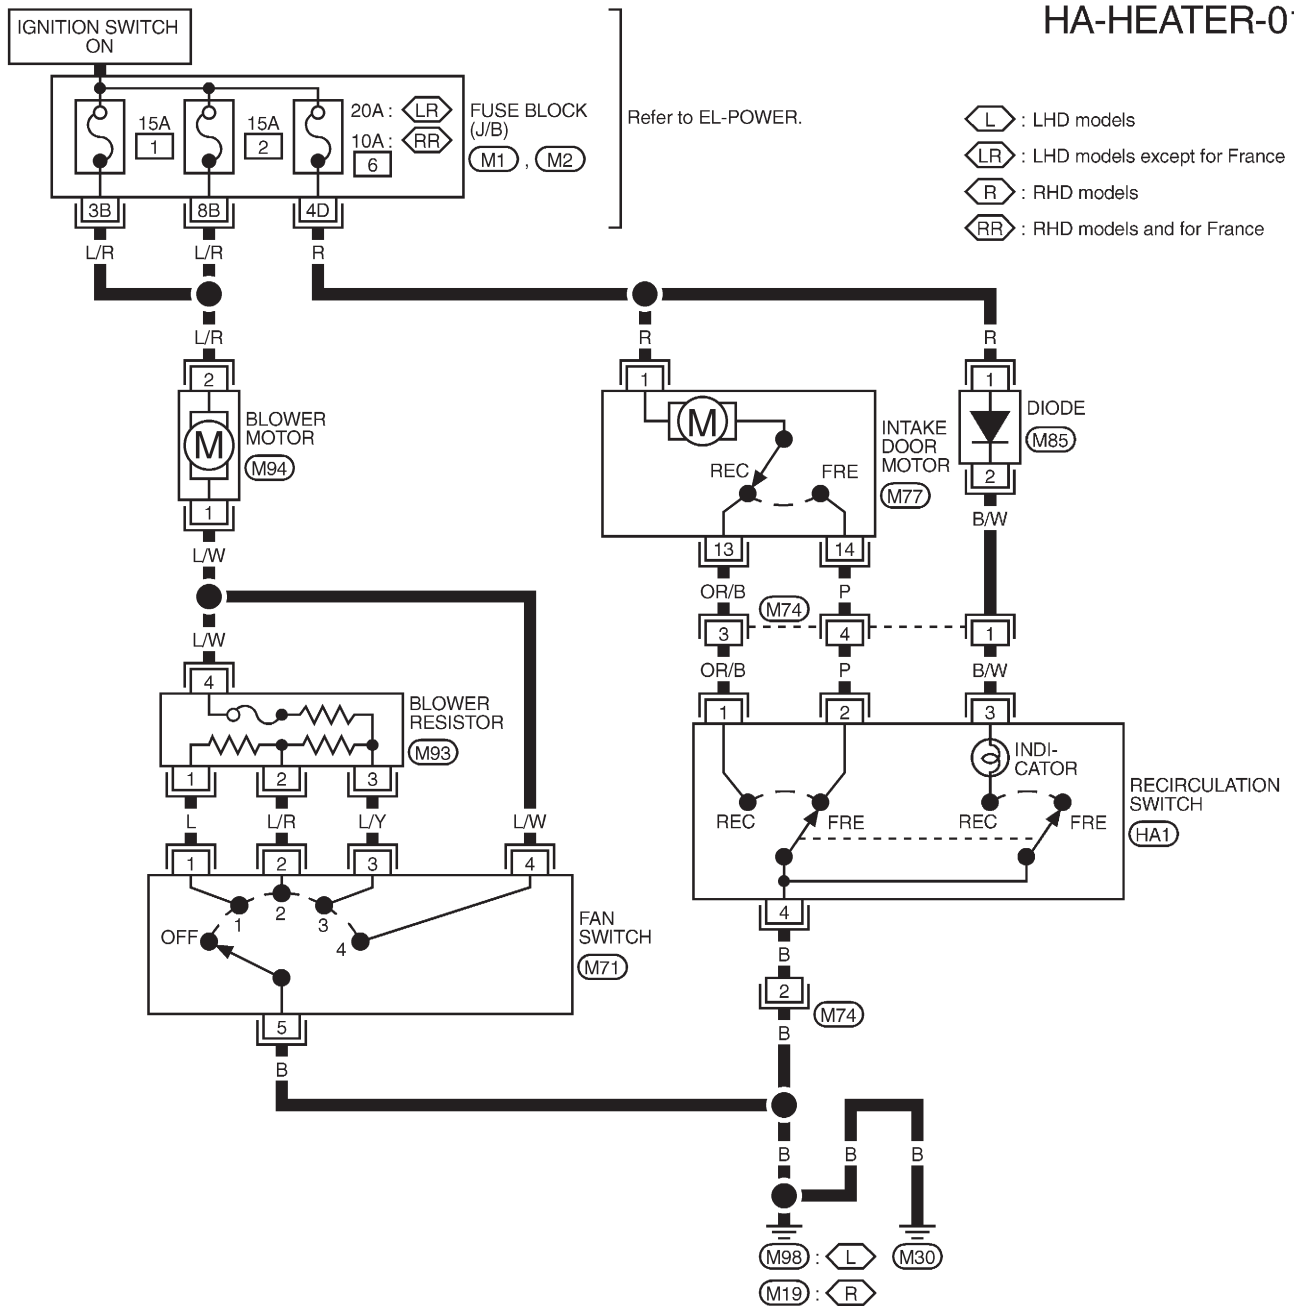 HA-HEATER-01
IGNITION SWITCH
ON
15A
1
15A
2
20A : LR
10A : RR
6
FUSE BLOCK
(J/B)
M1 , M2
Refer to EL-POWER.
L : LHD models
LR : LHD models except for France
R : RHD models
RR : RHD models and for France
3B 8B 4D
L/R L/R R
L/R R R
2 1 1
M
BLOWER
MOTOR
M94
M
REC FRE
INTAKE
DOOR
MOTOR
M77
DIODE
M85
2
1
B/W
L/W
13 14
OR/B P
M74
3 4 1
L/W
OR/B P B/W
4
1 2 3
BLOWER
RESISTOR
M93
INDI-
CATOR
1 2 3
REC FRE REC FRE
RECIRCULATION
SWITCH
HA1
L L/R L/Y L/W
1 2 3 4
1 2 3 4
OFF
FAN
SWITCH
M71
4
B
2
M74
B
5
B
B B B
M98 : L M30
M19 : R